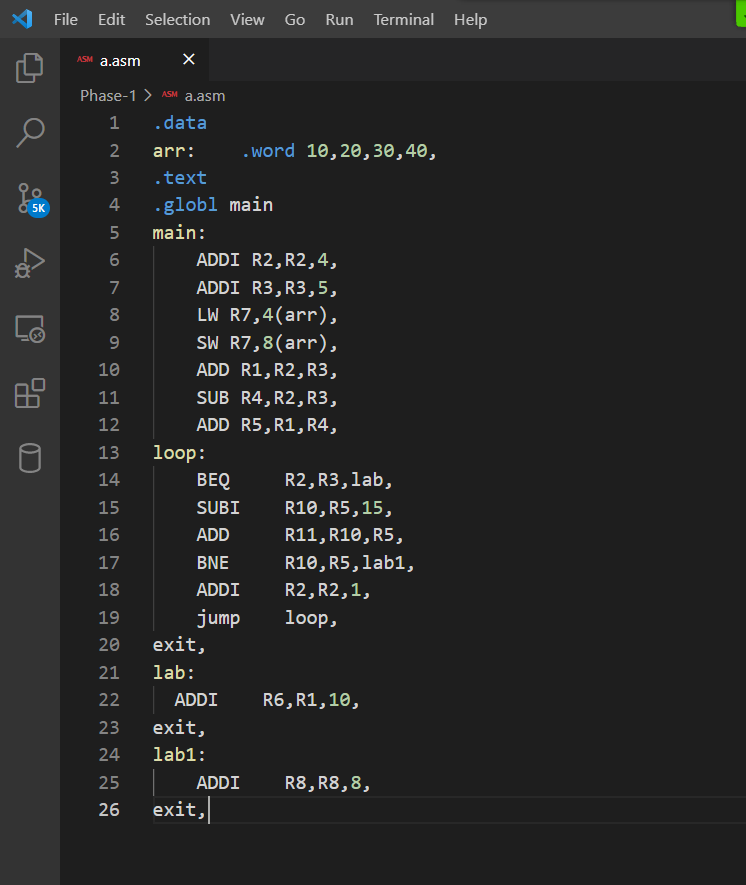 File Edit Selection View Go Run Terminal Help
ASM a.asm ×
Phase-1 > ASM a.asm
1 .data
2 arr:    .word 10,20,30,40,
3 .text
4 .globl main
5 main:
6     ADDI R2,R2,4,
7     ADDI R3,R3,5,
8     LW R7,4(arr),
9     SW R7,8(arr),
10     ADD R1,R2,R3,
11     SUB R4,R2,R3,
12     ADD R5,R1,R4,
13 loop:
14     BEQ     R2,R3,lab,
5K
15     SUBI    R10,R5,15,
16     ADD     R11,R10,R5,
17     BNE     R10,R5,lab1,
18     ADDI    R2,R2,1,
19     jump    loop,
20 exit,
21 lab:
22   ADDI    R6,R1,10,
23 exit,
24 lab1:
25     ADDI    R8,R8,8,
26 exit,